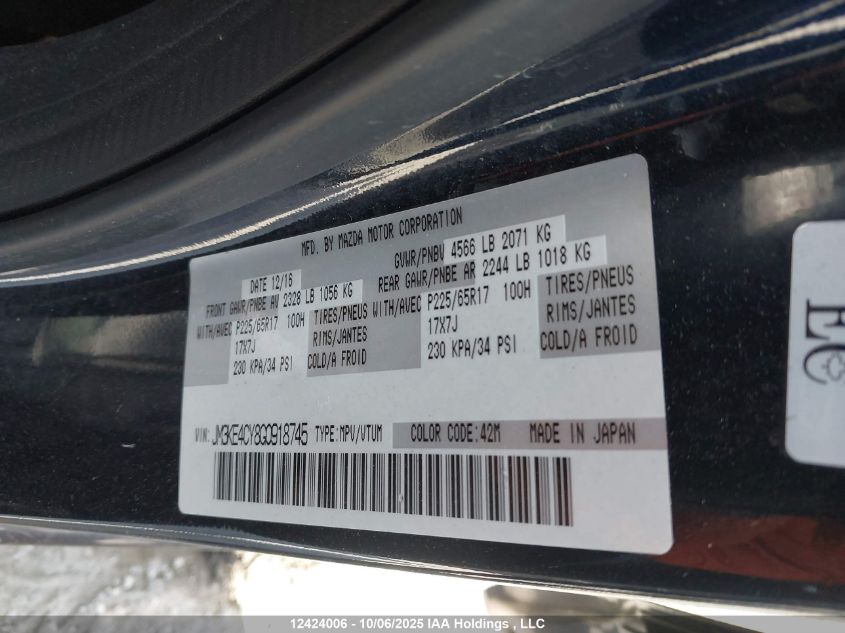 MFD. BY MAZDA MOTOR CORPORATION
DATE 12/16 GVWR/PNBV 4566 LB 2071 KG
FRONT GAWR/PNBE AV 2328 LB 1056 KG REAR GAWR/PNBE AR 2244 LB 1018 KG
WITH/AVEC P225/65R17 100H TIRES/PNEUS WITH/AVEC P225/65R17 100H TIRES/PNEUS
17X7J RIMS/JANTES 17X7J RIMS/JANTES
230 KPA/34 PSI COLD/A FROID 230 KPA/34 PSI COLD/A FROID
VIN: JM3KE4CY8G0918745 TYPE:MPV/VTUM COLOR CODE:42M MADE IN JAPAN
EC
12424006 - 10/06/2025 IAA Holdings , LLC